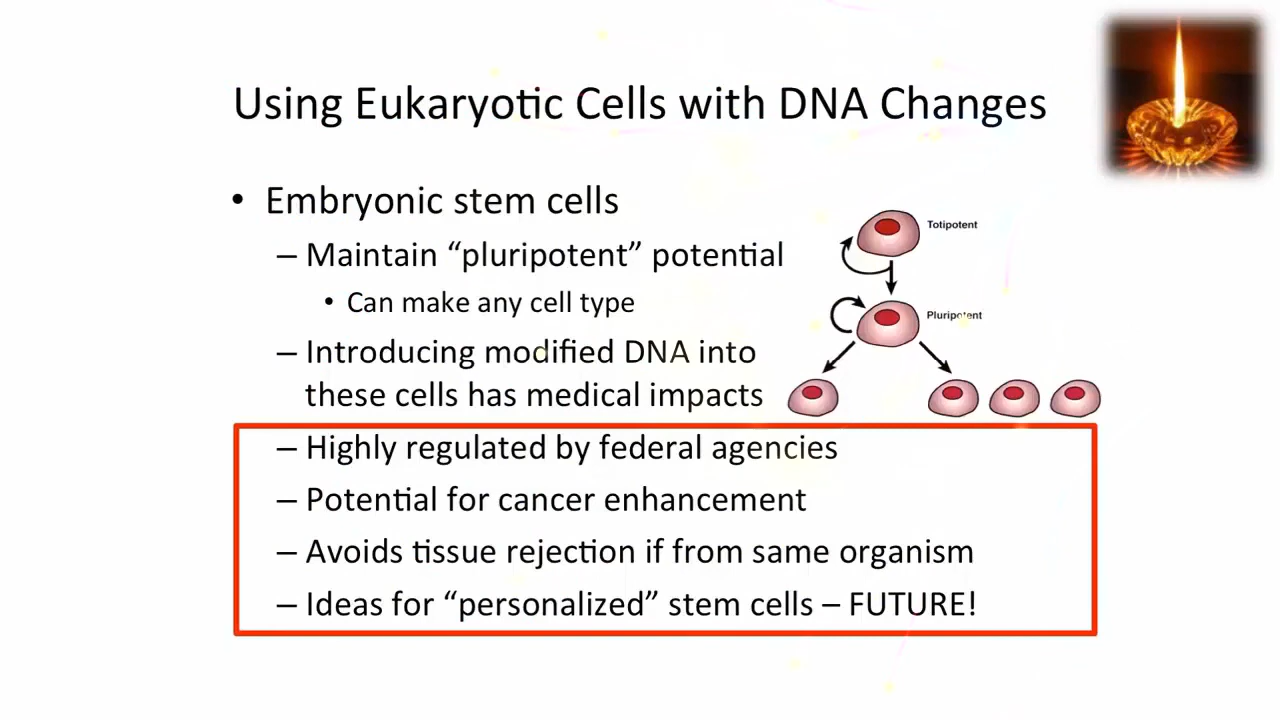 Using Eukaryotic Cells with DNA Changes
• Embryonic stem cells
– Maintain “pluripotent” potential
• Can make any cell type
– Introducing modified DNA into
these cells has medical impacts
– Highly regulated by federal agencies
– Potential for cancer enhancement
– Avoids tissue rejection if from same organism
– Ideas for “personalized” stem cells – FUTURE!
Totipotent
Pluripotent